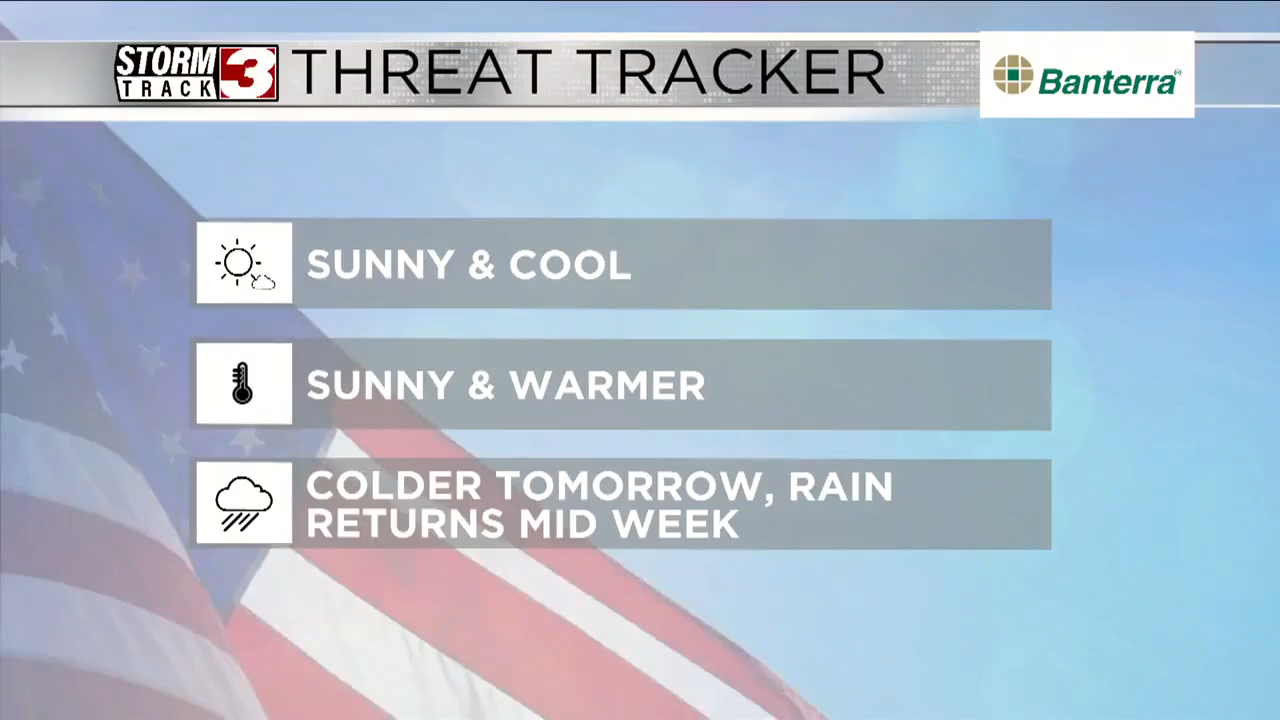 STORM
TRACK 3
THREAT TRACKER
Banterra®
SUNNY & COOL
SUNNY & WARMER
COLDER TOMORROW, RAIN
RETURNS MID WEEK